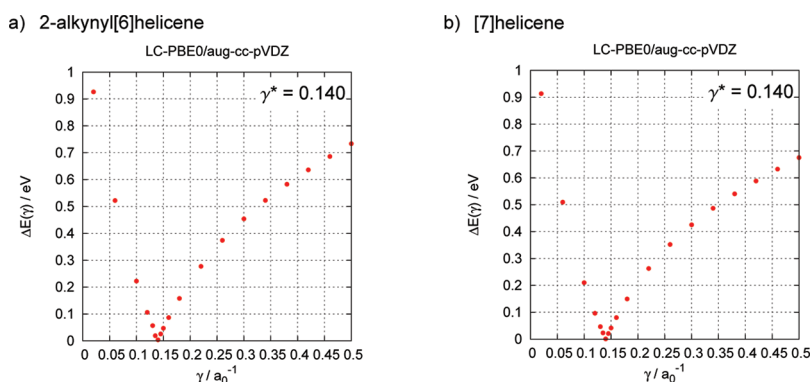 a) 2-alkynyl[6]helicene
LC-PBE0/aug-cc-pVDZ
γ* = 0.140
1
0.9
0.8
0.7
0.6
0.5
0.4
0.3
0.2
0.1
0
ΔE(γ) / eV
0 0.05 0.1 0.15 0.2 0.25 0.3 0.35 0.4 0.45 0.5
γ / a₀⁻¹
b) [7]helicene
LC-PBE0/aug-cc-pVDZ
γ* = 0.140
1
0.9
0.8
0.7
0.6
0.5
0.4
0.3
0.2
0.1
0
ΔE(γ) / eV
0 0.05 0.1 0.15 0.2 0.25 0.3 0.35 0.4 0.45 0.5
γ / a₀⁻¹